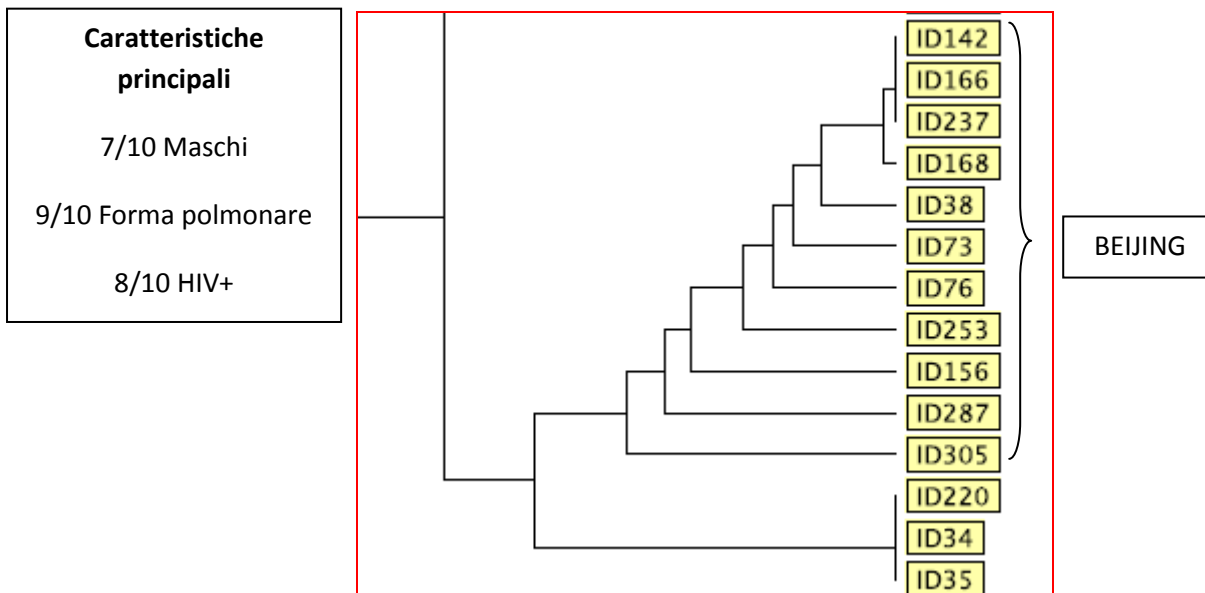 Caratteristiche
principali
7/10 Maschi
9/10 Forma polmonare
8/10 HIV+
ID142
ID166
ID237
ID168
ID38
ID73
ID76
ID253
ID156
ID287
ID305
ID220
ID34
ID35
BEIJING